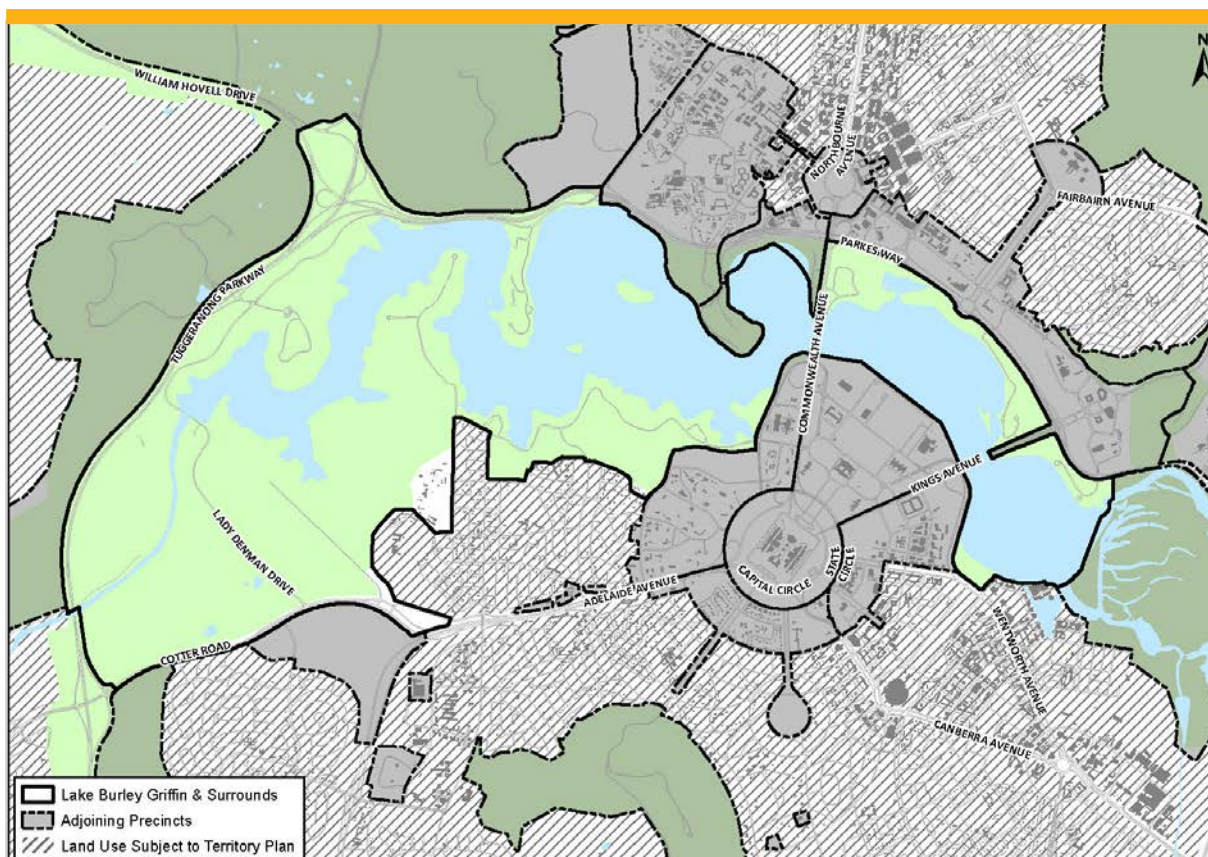 N
WILLIAM HOVELL DRIVE
NORTHBOURNE
AVENUE
FAIRBAIRN AVENUE
PARKES WAY
TUGGERANONG PARKWAY
COMMONWEALTH AVENUE
KINGS AVENUE
LADY DENMAN DRIVE
STATE
CIRCLE
CAPITAL CIRCLE
ADELAIDE AVENUE
WENTWORTH AVENUE
COTTER ROAD
CANBERRA AVENUE
Lake Burley Griffin & Surrounds
Adjoining Precincts
Land Use Subject to Territory Plan